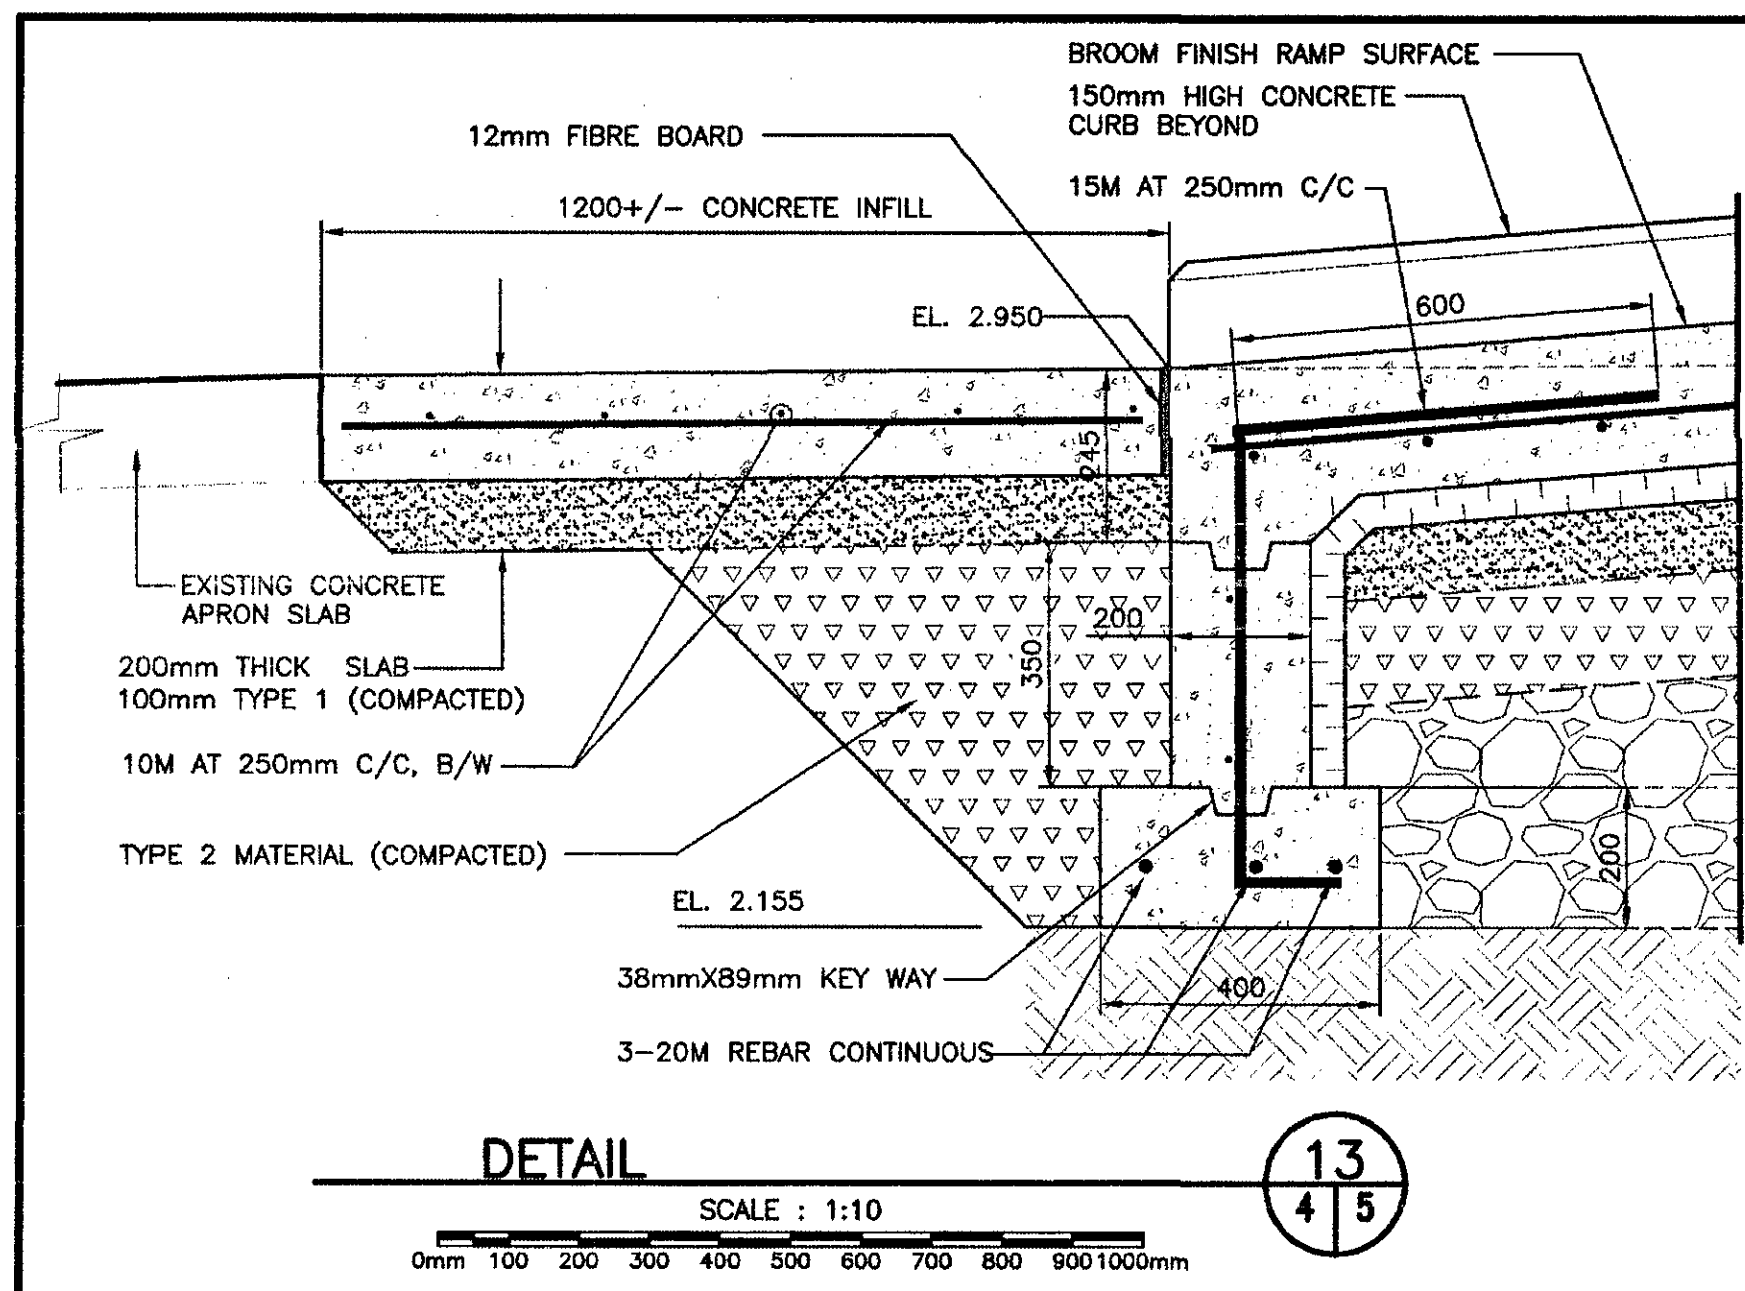 BROOM FINISH RAMP SURFACE
150mm HIGH CONCRETE
CURB BEYOND
12mm FIBRE BOARD
15M AT 250mm C/C
1200+/- CONCRETE INFILL
600
EL. 2.950
245
EXISTING CONCRETE
APRON SLAB
200
350
200mm THICK SLAB
100mm TYPE 1 (COMPACTED)
10M AT 250mm C/C, B/W
TYPE 2 MATERIAL (COMPACTED)
200
EL. 2.155
38mmX89mm KEY WAY
400
3-20M REBAR CONTINUOUS
DETAIL
13
4 5
SCALE : 1:10
0mm 100 200 300 400 500 600 700 800 900 1000mm